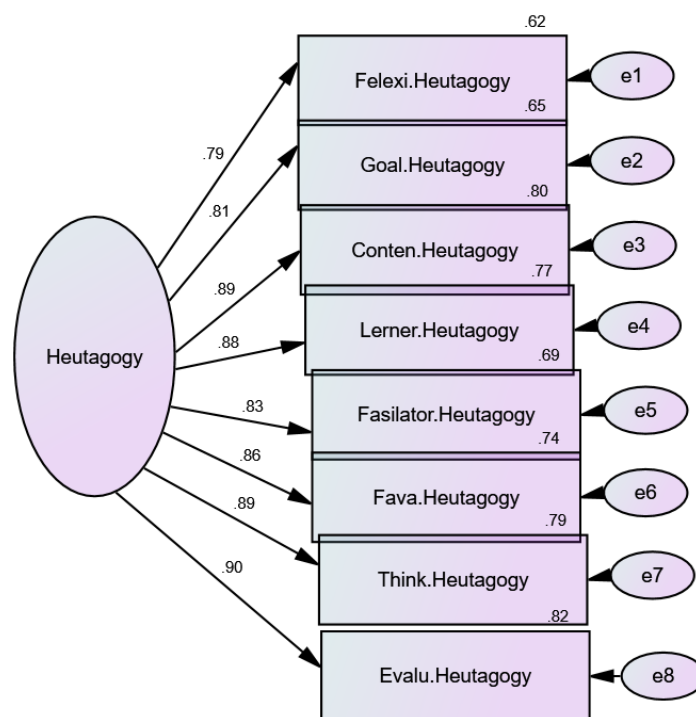 .62
Felexi.Heutagogy
e1
.79
.65
Goal.Heutagogy
e2
.81
.80
Conten.Heutagogy
e3
.89
.77
Lerner.Heutagogy
e4
.88
Heutagogy
.69
Fasilator.Heutagogy
e5
.83
.74
Fava.Heutagogy
e6
.86
.79
Think.Heutagogy
e7
.89
.82
Evalu.Heutagogy
e8
.90